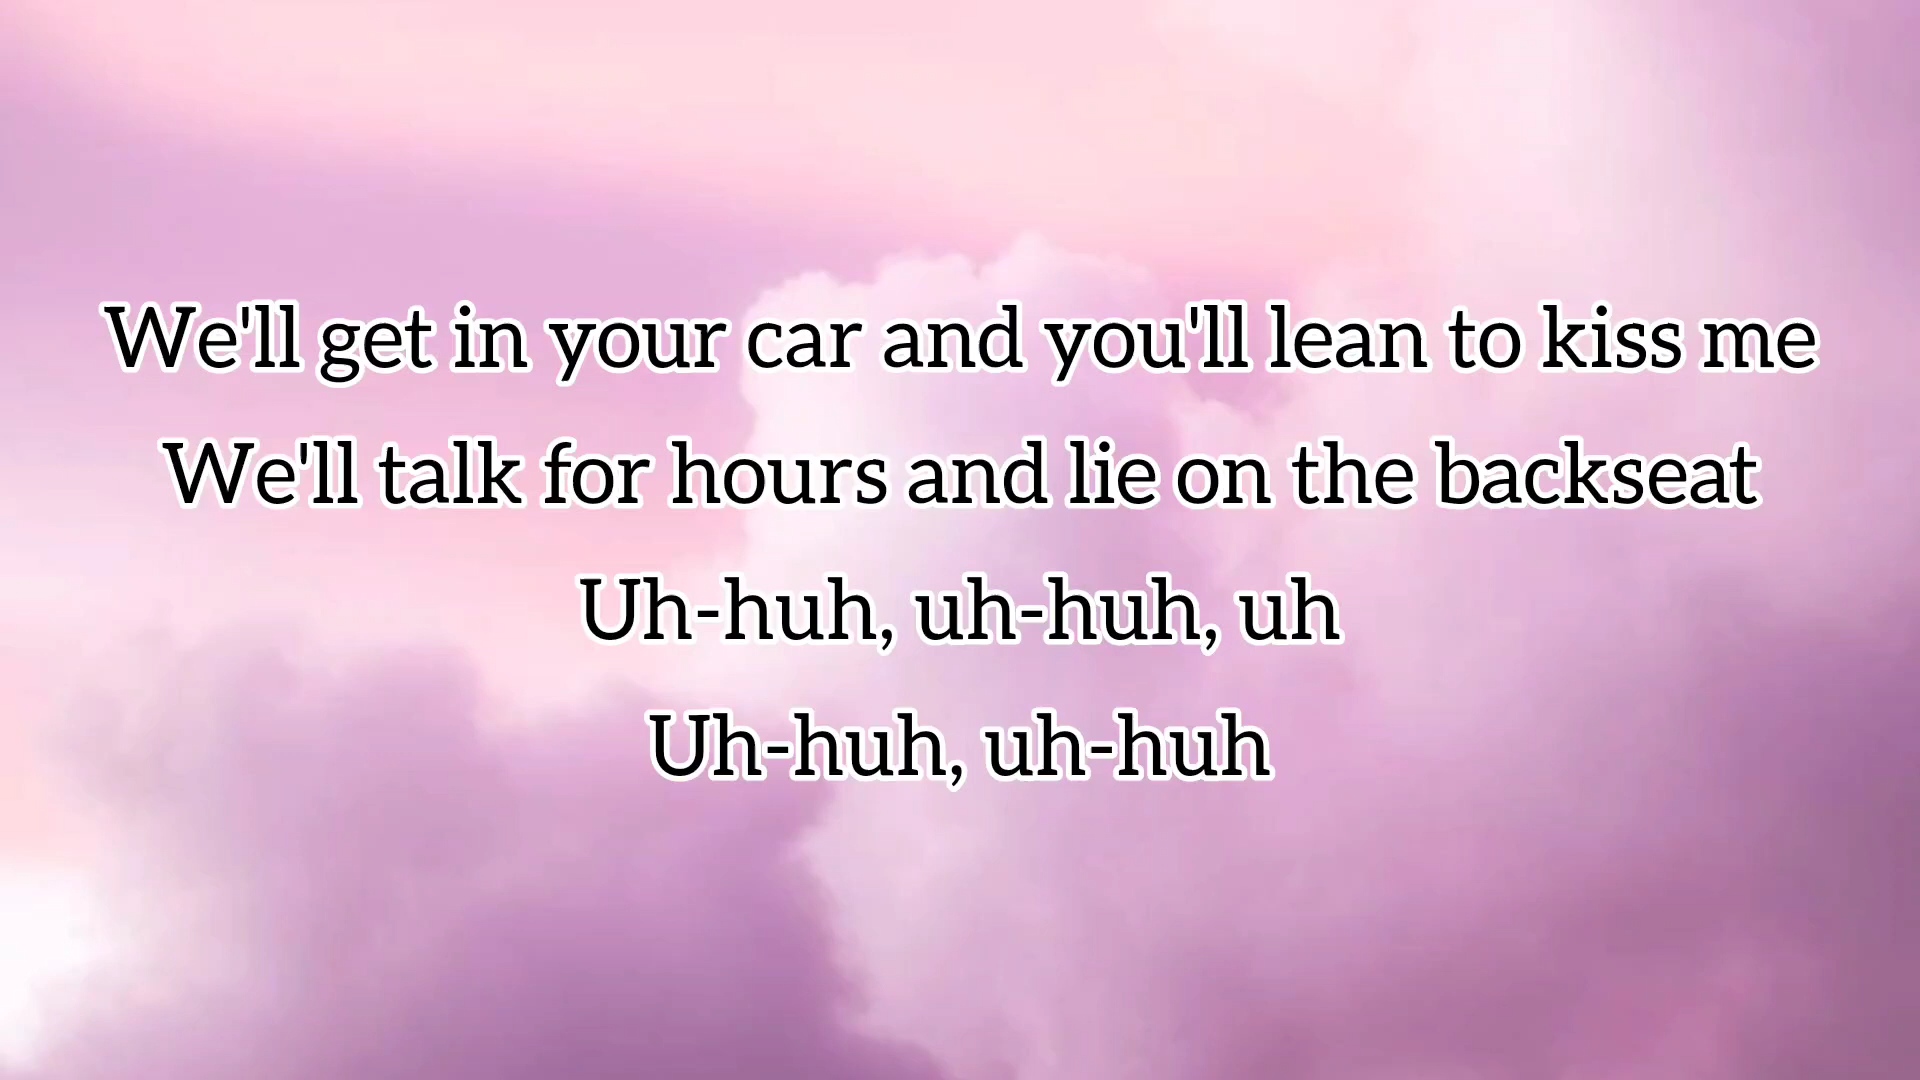 We'll get in your car and you'll lean to kiss me
We'll talk for hours and lie on the backseat
Uh-huh, uh-huh, uh
Uh-huh, uh-huh